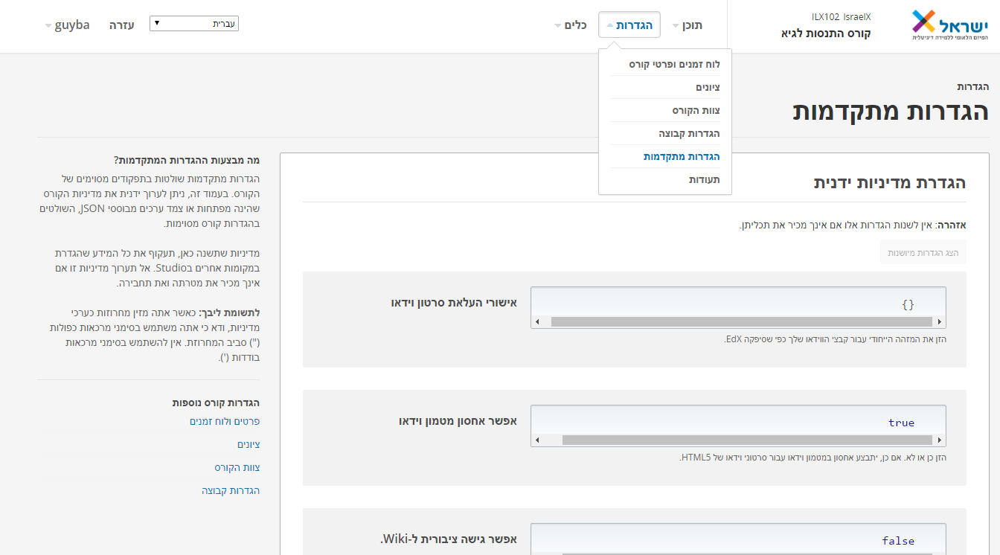 ישראל
המיזם הלאומי ללמידה דיגיטלית
ILX102 IsraelX
קורס התנסות לגיא
תוכן
הגדרות
כלים
עברית
עזרה
guyba
לוח זמנים ופרטי קורס
ציונים
צוות הקורס
הגדרות קבוצה
הגדרות מתקדמות
תעודות
הגדרות
הגדרות מתקדמות
הגדרת מדיניות ידנית
אזהרה: אין לשנות הגדרות אלו אם אינך מכיר את תכליתן.
הצג הגדרות מיושנות
אישורי העלאת סרטון וידאו
{}
הזן את המזהה הייחודי עבור קבצי הווידאו שלך כפי שסיפקה EdX.
אפשר אחסון מטמון וידאו
true
הזן כן או לא. אם כן, יתבצע אחסון במטמון וידאו עבור סרטוני וידאו של HTML5.
אפשר גישה ציבורית ל-Wiki.
false
מה מבצעות ההגדרות המתקדמות?
הגדרות מתקדמות שולטות בתפקודים מסוימים של
הקורס. בעמוד זה, ניתן לערוך ידנית את מדיניות הקורס
שהינה מפתחות או צמד ערכים מבוססי JSON, השולטים
בהגדרות קורס מסוימות.
מדיניות שתשנה כאן, תעקוף את כל המידע שהגדרת
במקומות אחרים בStudio. אל תערוך מדיניות זו אם
אינך מכיר את מטרתה ואת תחבירה.
לתשומת ליבך: כאשר אתה מזין מחרוזות כערכי
מדיניות, ודא כי אתה משתמש בסימני מרכאות כפולות
(") סביב המחרוזת. אין להשתמש בסימני מרכאות
בודדות (').
הגדרות קורס נוספות
פרטים ולוח זמנים
ציונים
צוות הקורס
הגדרות קבוצה